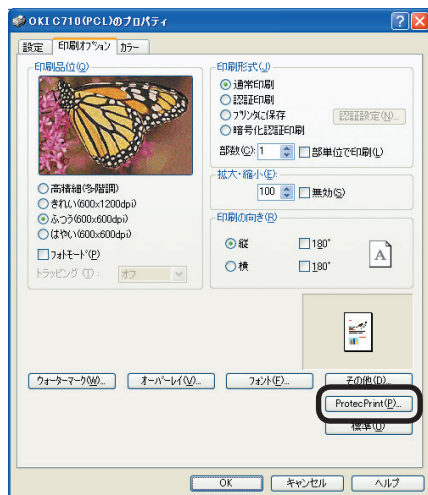 OKI C710(PCL)のプロパティ
設定 印刷オプション カラー
印刷品位(Q)
高精細(多階調)
きれい(600x1200dpi)
ふつう(600x600dpi)
はやい(600x600dpi)
フォトモード(P)
トラッピング(T): オフ
印刷形式(J)
通常印刷
認証印刷
プリンタに保存
認証設定(N)...
暗号化認証印刷
部数(C): 1 部単位で印刷(L)
拡大・縮小(E):
100 無効(S)
印刷の向き(R)
縦 180°
横 180°
A
ウォーターマーク(W)... オーバーレイ(V)... フォント(F)... その他(D)...
ProtecPrint(P)...
標準(U)
OK キャンセル ヘルプ